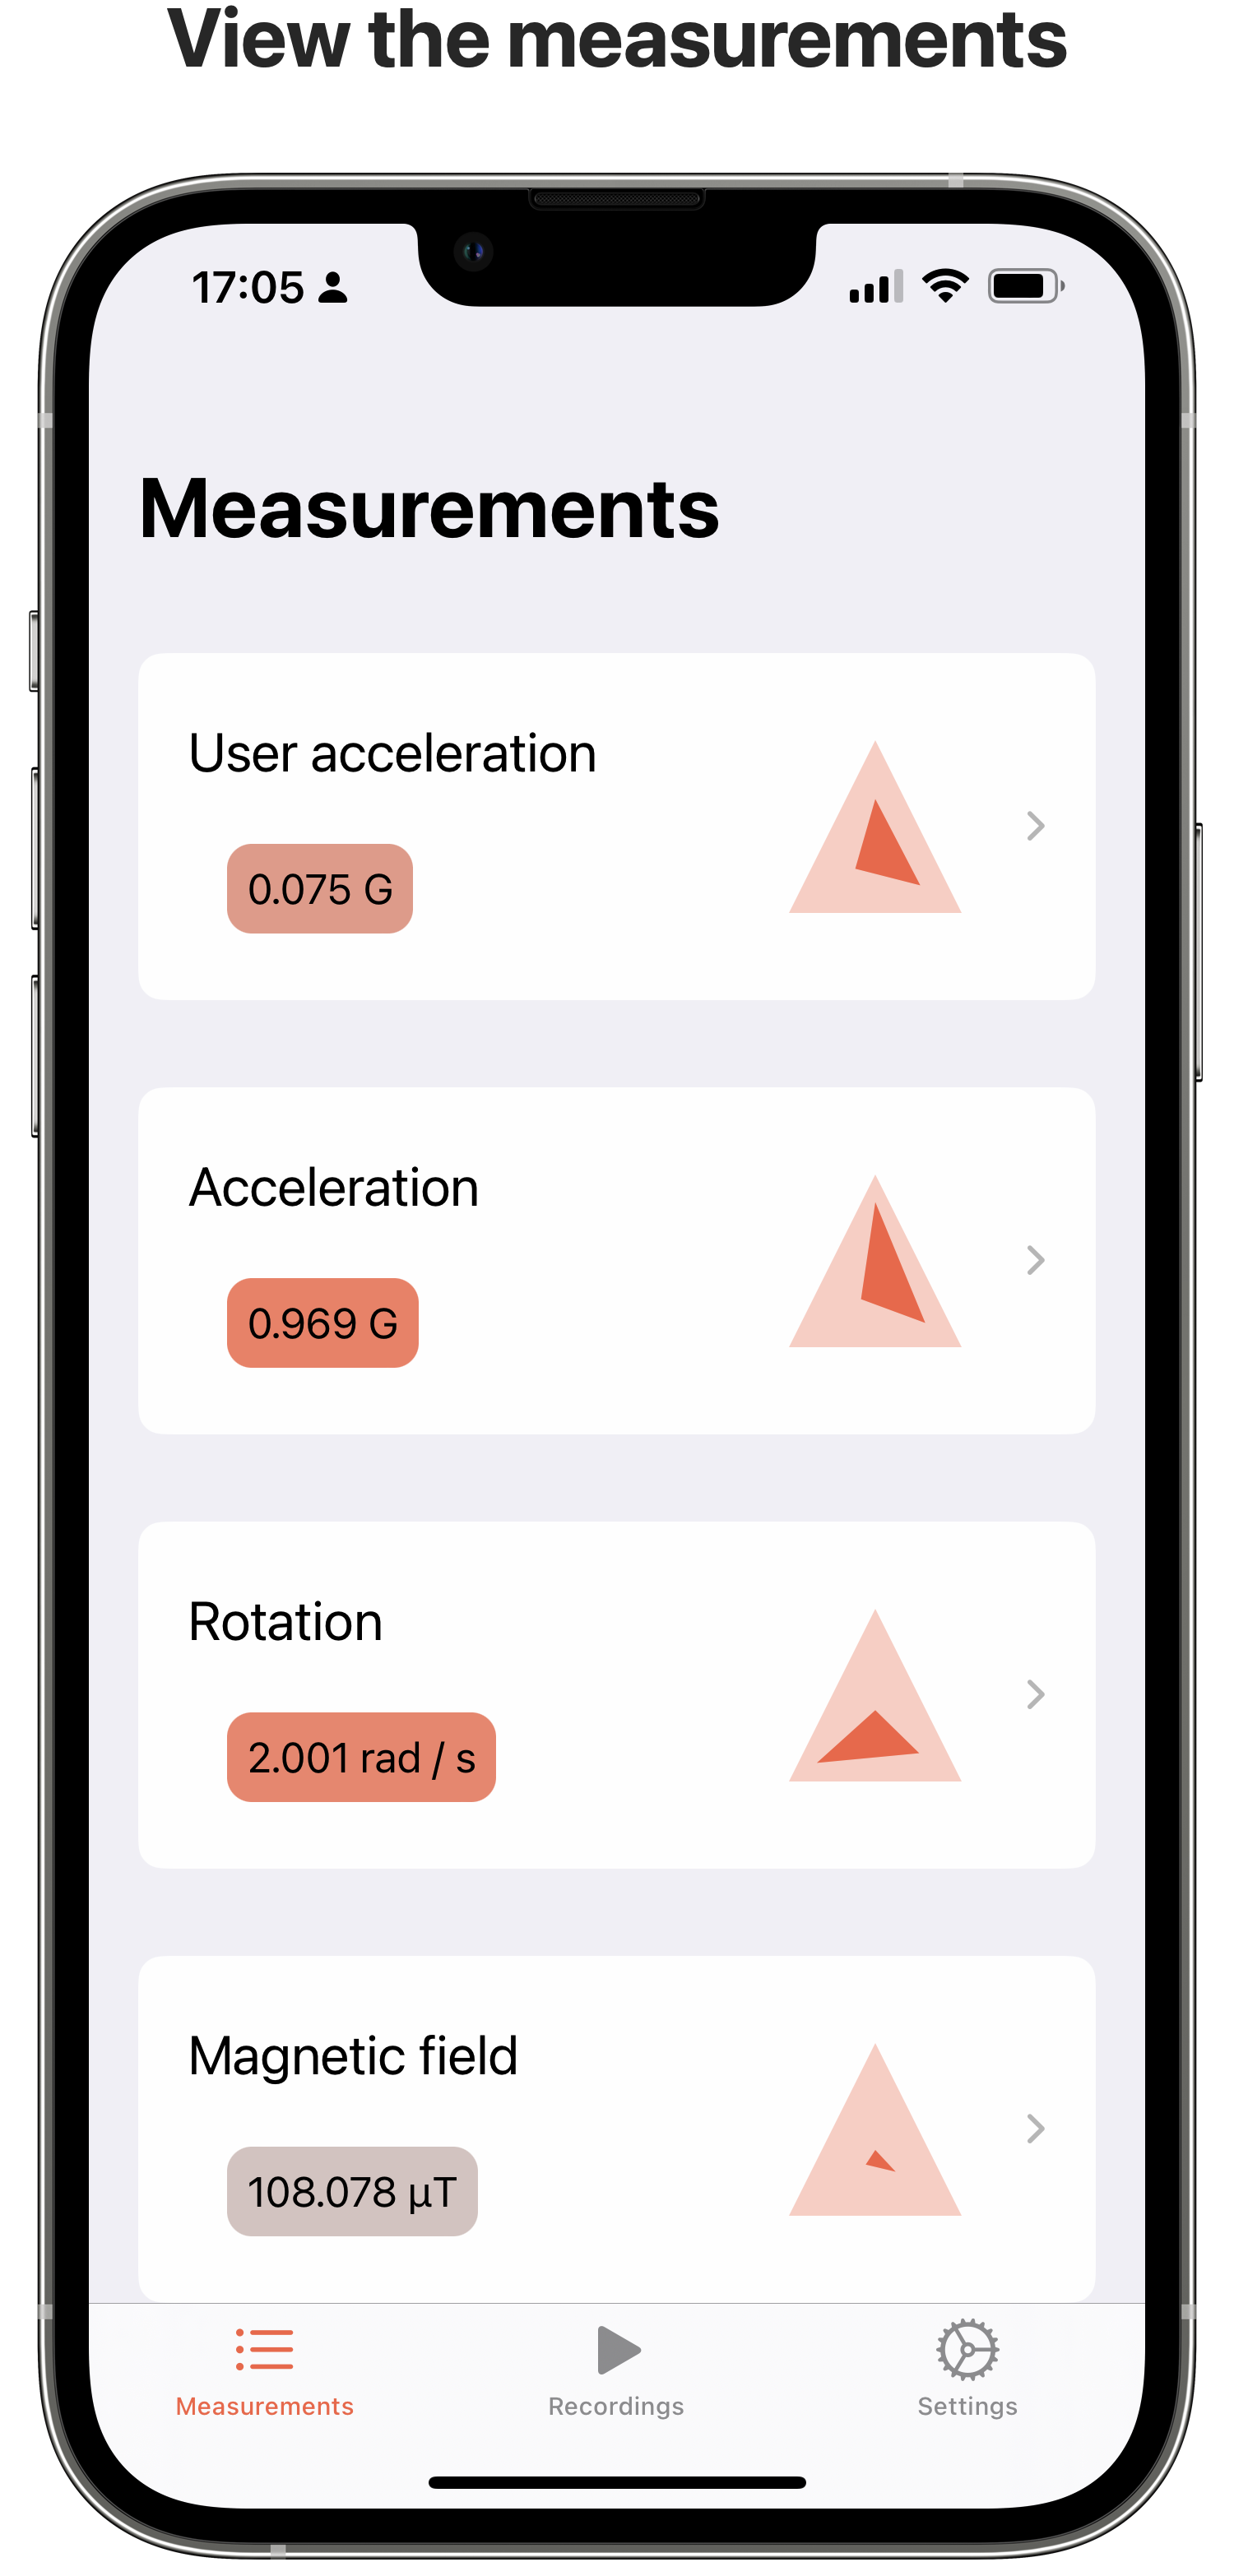 View the measurements
17:05
Measurements
User acceleration
0.075 G
Acceleration
0.969 G
Rotation
2.001 rad / s
Magnetic field
108.078 µT
Measurements
Recordings
Settings